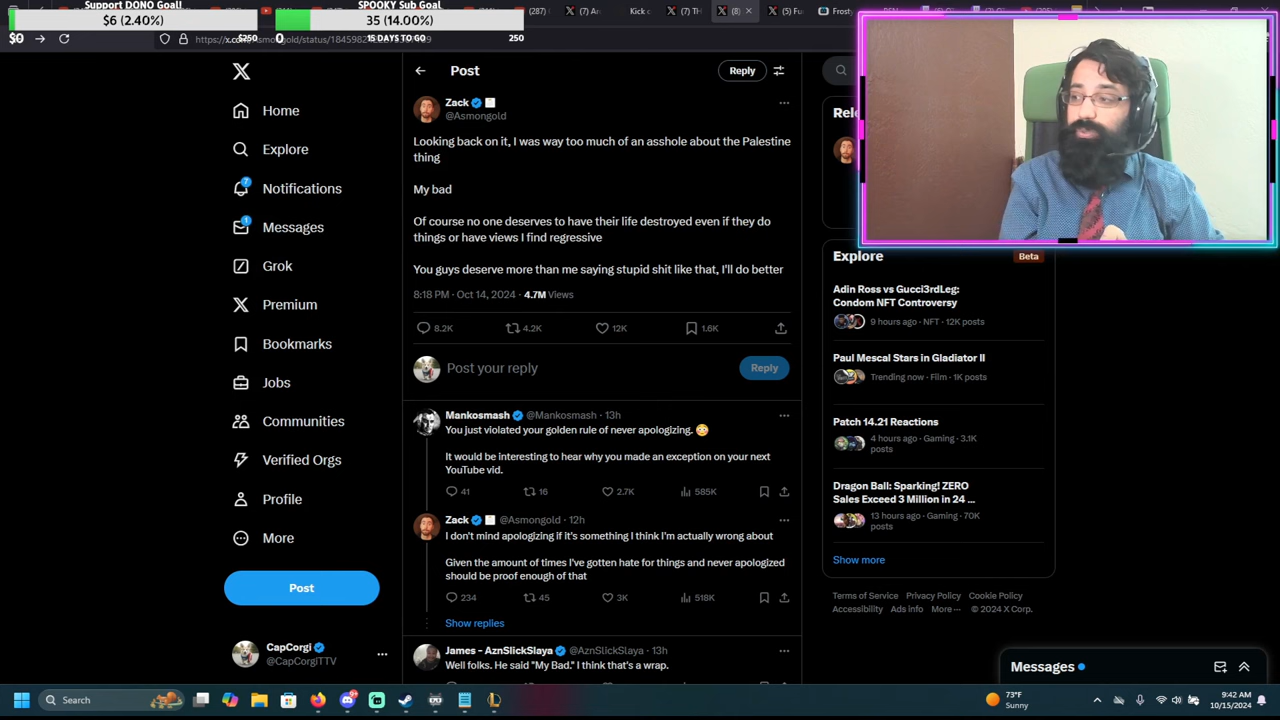 Support DONO Goal!
$6 (2.40%)
$0
$250
SPOOKY Sub Goal
35 (14.00%)
0
15 DAYS TO GO
250
(287)
Kick
(8)
Frost
https://x.com/Asmongold/status/
Home
Explore
7
Notifications
1
Messages
Grok
Premium
Bookmarks
Jobs
Communities
Verified Orgs
Profile
More
Post
CapCorgi
@CapCorgiTTV
Post
Reply
Zack
@Asmongold
Looking back on it, I was way too much of an asshole about the Palestine
thing
My bad
Of course no one deserves to have their life destroyed even if they do
things or have views I find regressive
You guys deserve more than me saying stupid shit like that, I'll do better
8:18 PM · Oct 14, 2024 · 4.7M Views
8.2K 4.2K 12K 1.6K
Post your reply
Reply
Mankosmash @Mankosmash · 13h
You just violated your golden rule of never apologizing. 😳
It would be interesting to hear why you made an exception on your next
YouTube vid.
41 16 2.7K 585K
Zack @Asmongold · 12h
I don't mind apologizing if it's something I think I'm actually wrong about
Given the amount of times I've gotten hate for things and never apologized
should be proof enough of that
234 45 3K 518K
Show replies
James - AznSlickSlaya @AznSlickSlaya · 13h
Well folks. He said "My Bad." I think that's a wrap.
Explore
Beta
Adin Ross vs Gucci3rdLeg:
Condom NFT Controversy
9 hours ago · NFT · 12K posts
Paul Mescal Stars in Gladiator II
Trending now · Film · 1K posts
Patch 14.21 Reactions
4 hours ago · Gaming · 3.1K
posts
Dragon Ball: Sparking! ZERO
Sales Exceed 3 Million in 24 ...
13 hours ago · Gaming · 70K
posts
Show more
Terms of Service Privacy Policy Cookie Policy
Accessibility Ads info More ··· © 2024 X Corp.
Messages
Search
73°F
Sunny
9:42 AM
10/15/2024